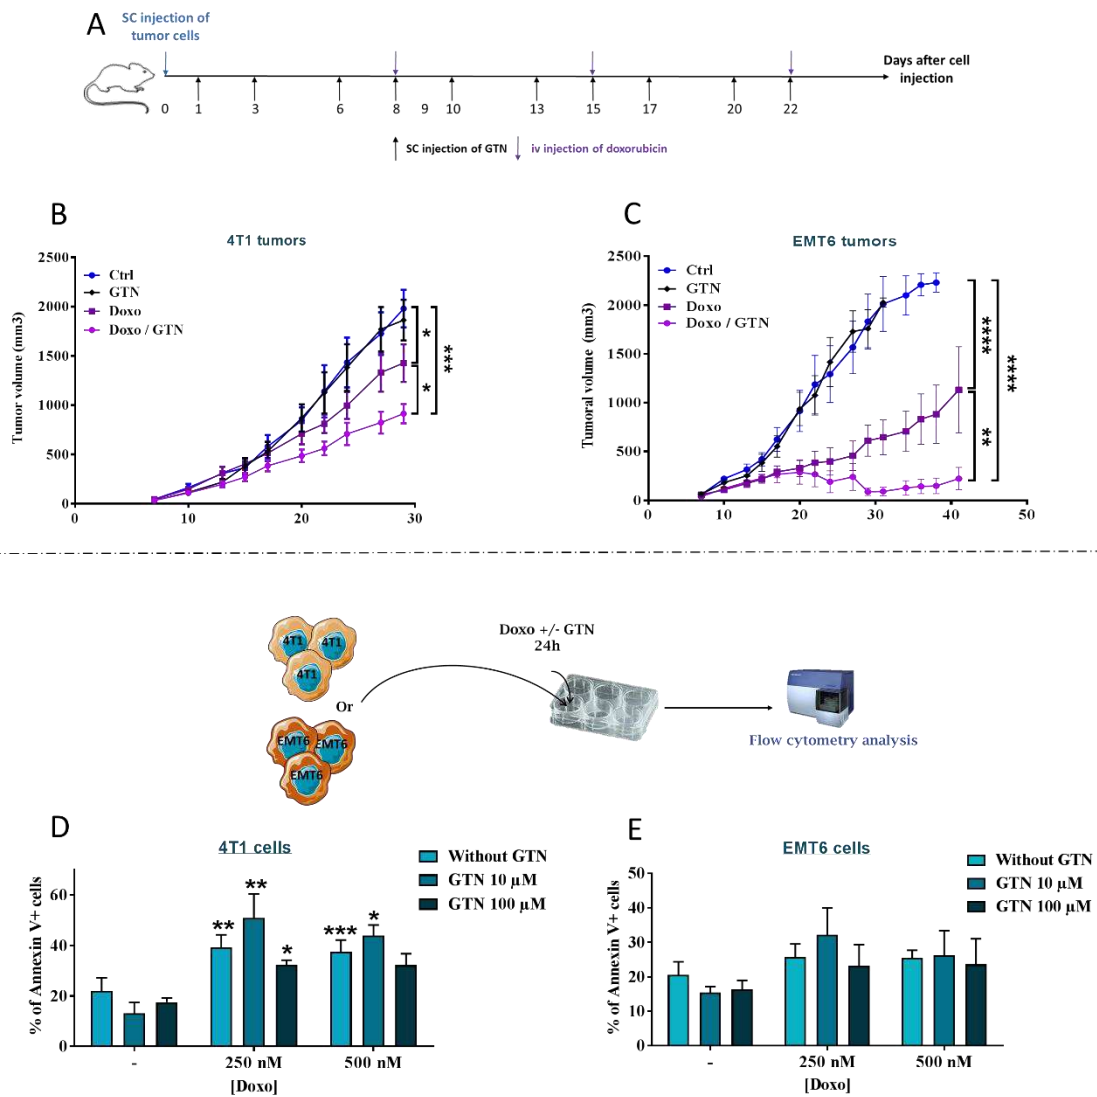 A
SC injection of
tumor cells
Days after cell
injection
0 1 3 6 8 9 10 13 15 17 20 22
SC injection of GTN iv injection of doxorubicin
B
4T1 tumors
Tumor volume (mm3)
2500
2000
1500
1000
500
0
0 10 20 30
Ctrl
GTN
Doxo
Doxo / GTN
*
*
***
C
EMT6 tumors
Tumoral volume (mm3)
2500
2000
1500
1000
500
0
0 10 20 30 40 50
Ctrl
GTN
Doxo
Doxo / GTN
****
**
****
4T1
4T1
4T1
Or
EMT6
EMT6
EMT6
Doxo +/- GTN
24h
Flow cytometry analysis
D
4T1 cells
% of Annexin V+ cells
60
40
20
0
** ** * *** *
- 250 nM 500 nM
[Doxo]
Without GTN
GTN 10 µM
GTN 100 µM
E
EMT6 cells
% of Annexin V+ cells
50
40
30
20
10
0
- 250 nM 500 nM
[Doxo]
Without GTN
GTN 10 µM
GTN 100 µM